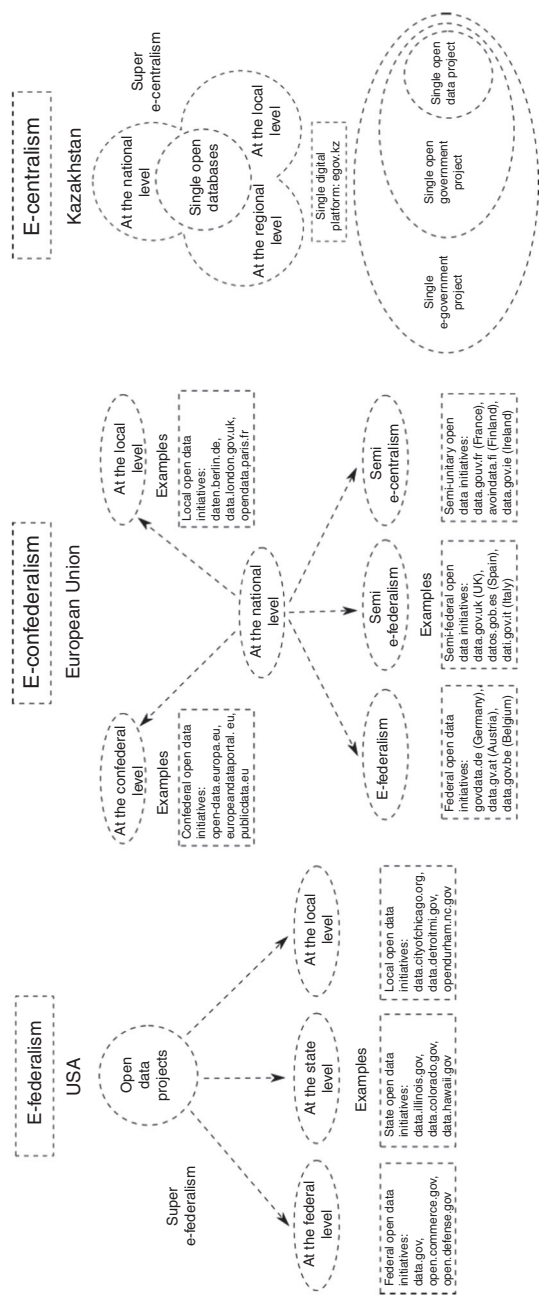 E-federalism
USA
Open
data
projects
Super
e-federalism
At the federal
level
At the state
level
At the local
level
Examples
Federal open data
initiatives:
data.gov,
open.commerce.gov,
open.defense.gov
State open data
initiatives:
data.illinois.gov,
data.colorado.gov,
data.hawaii.gov
Local open data
initiatives:
data.cityofchicago.org,
data.detroitmi.gov,
opendurham.nc.gov
E-confederalism
European Union
At the confederal
level
Examples
Confederal open data
initiatives:
open-data.europa.eu,
europeandataportal. eu,
publicdata.eu
At the local
level
Examples
Local open data
initiatives:
daten.berlin.de,
data.london.gov.uk,
opendata.paris.fr
At the national
level
E-federalism
Semi
e-federalism
Semi
e-centralism
Examples
Federal open data
initiatives:
govdata.de (Germany),
data.gv.at (Austria),
data.gov.be (Belgium)
Semi-federal open
data initiatives:
data.gov.uk (UK),
datos.gob.es (Spain),
dati.gov.it (Italy)
Semi-unitary open
data initiatives:
data.gouv.fr (France),
avoindata.fi (Finland),
data.gov.ie (Ireland)
E-centralism
Kazakhstan
At the national
level
Super
e-centralism
Single open
databases
At the regional
level
At the local
level
Single digital
platform: egov.kz
Single
e-government
project
Single open
government
project
Single open
data project